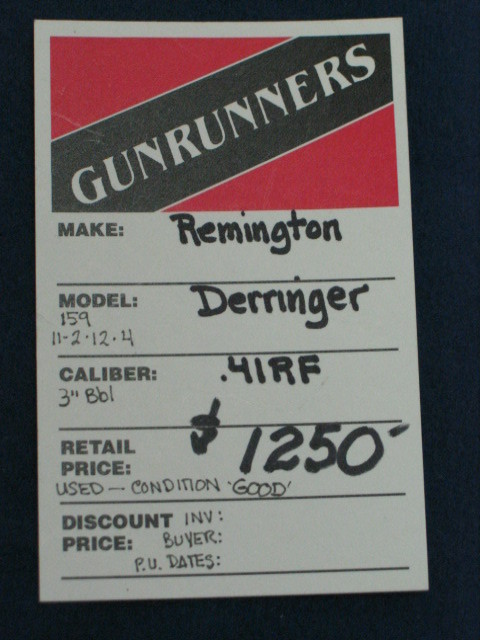 GUNRUNNERS
MAKE: Remington
MODEL: Derringer
159
11-2-12-4
CALIBER: .41RF
3" Bbl
RETAIL
PRICE: $1250-
USED — CONDITION 'GOOD'
DISCOUNT INV:
PRICE: BUYER:
P.U. DATES: